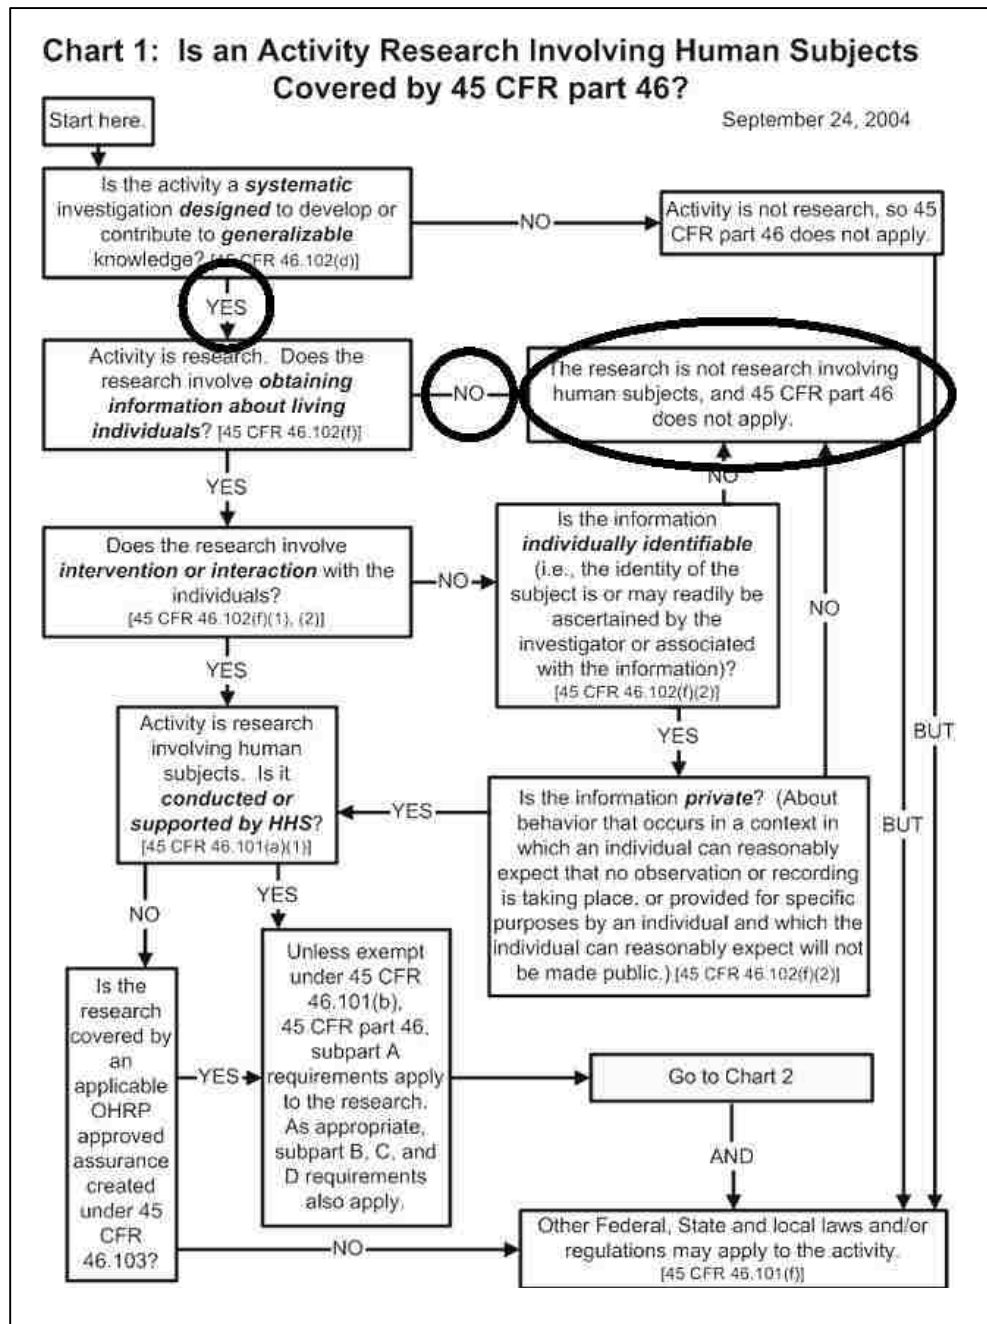 Chart 1: Is an Activity Research Involving Human Subjects
Covered by 45 CFR part 46?
Start here.
September 24, 2004
Is the activity a systematic
investigation designed to develop or
contribute to generalizable
knowledge? [45 CFR 46.102(d)]
NO
Activity is not research, so 45
CFR part 46 does not apply.
YES
Activity is research. Does the
research involve obtaining
information about living
individuals? [45 CFR 46.102(f)]
NO
The research is not research involving
human subjects, and 45 CFR part 46
does not apply.
YES
NO
Does the research involve
intervention or interaction with the
individuals?
[45 CFR 46.102(f)(1), (2)]
NO
Is the information
individually identifiable
(i.e., the identity of the
subject is or may readily be
ascertained by the
investigator or associated
with the information)?
[45 CFR 46.102(f)(2)]
NO
YES
YES
BUT
BUT
Activity is research
involving human
subjects. Is it
conducted or
supported by HHS?
[45 CFR 46.101(a)(1)]
YES
Is the information private? (About
behavior that occurs in a context in
which an individual can reasonably
expect that no observation or recording
is taking place, or provided for specific
purposes by an individual and which the
individual can reasonably expect will not
be made public.) [45 CFR 46.102(f)(2)]
NO
YES
Is the
research
covered by
an
applicable
OHRP
approved
assurance
created
under 45
CFR
46.103?
YES
Unless exempt
under 45 CFR
46.101(b),
45 CFR part 46,
subpart A
requirements apply
to the research.
As appropriate,
subpart B, C, and
D requirements
also apply.
Go to Chart 2
AND
NO
Other Federal, State and local laws and/or
regulations may apply to the activity.
[45 CFR 46.101(f)]